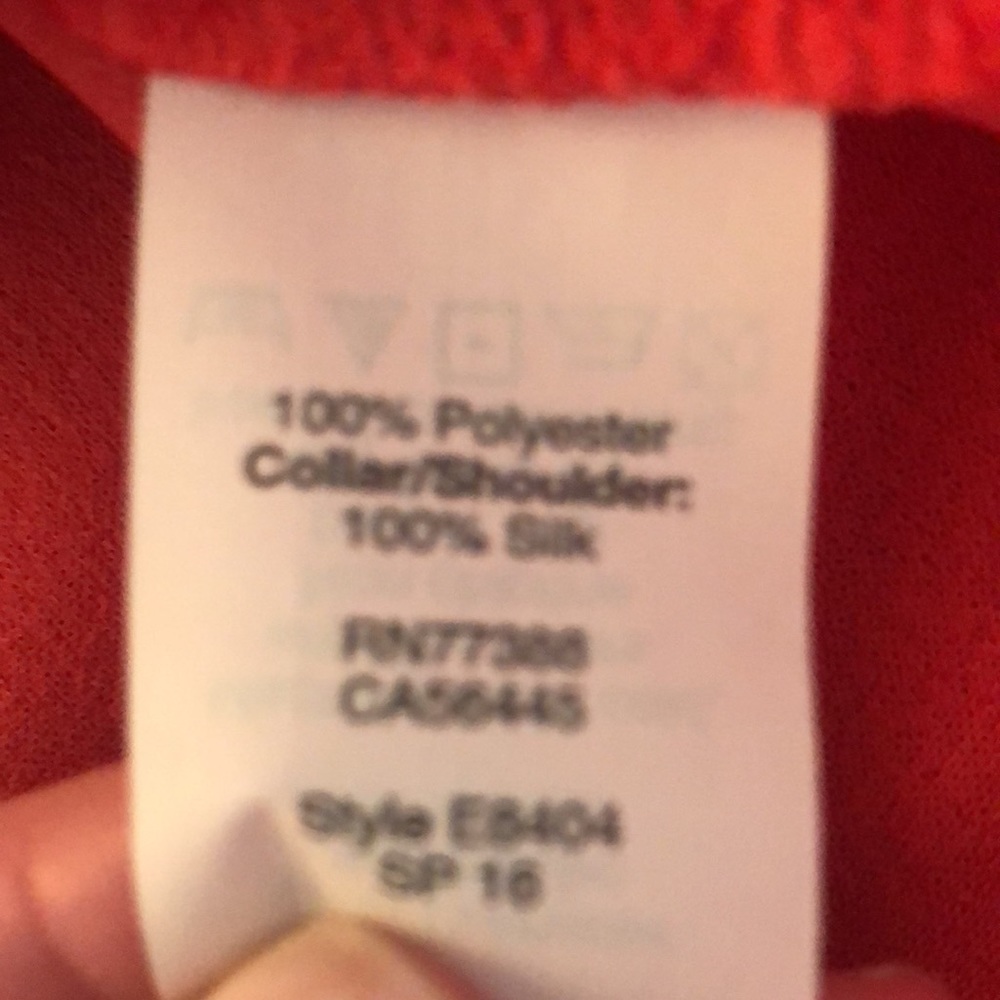 100% Polyester
Collar/Shoulder:
100% Silk
RN77388
CA56445
Style E8404
SP 16